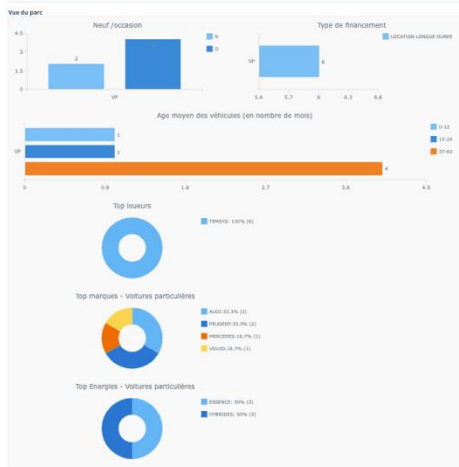 Vue du parc
Neuf /occasion
4.5
3
1.5
0
2
VP
N
O
Type de financement
VP
6
5.4
5.7
6
6.3
6.6
LOCATION LONGUE DUREE
Age moyen des véhicules (en nombre de mois)
VP
1
1
4
0
0.9
1.8
2.7
3.6
4.5
0-12
13-24
Top loueurs
TEMSYS: 100% (6)
Top marques - Voitures particulières
AUDI:33.3% (2)
PEUGEOT:33.3% (2)
MERCEDES:16.7% (1)
VOLVO:16.7% (1)
Top Energies - Voitures particulières
ESSENCE: 50% (3)
HYBRIDES: 50% (3)